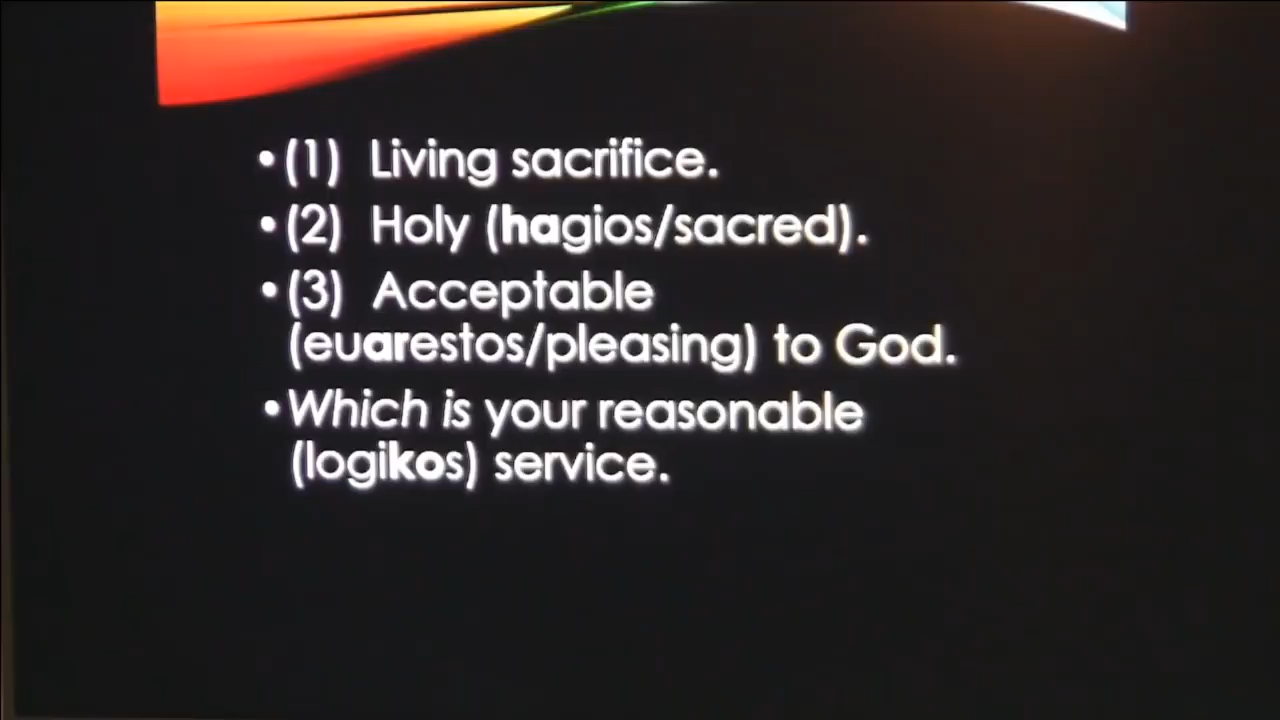 • (1) Living sacrifice.
• (2) Holy (hagios/sacred).
• (3) Acceptable
(euarestos/pleasing) to God.
• Which is your reasonable
(logikos) service.